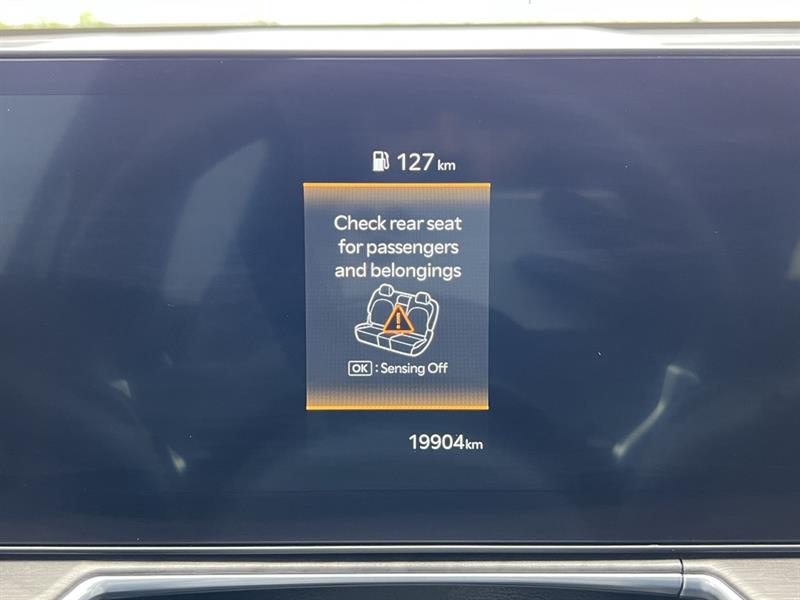 127 km
Check rear seat
for passengers
and belongings
OK : Sensing Off
19904km